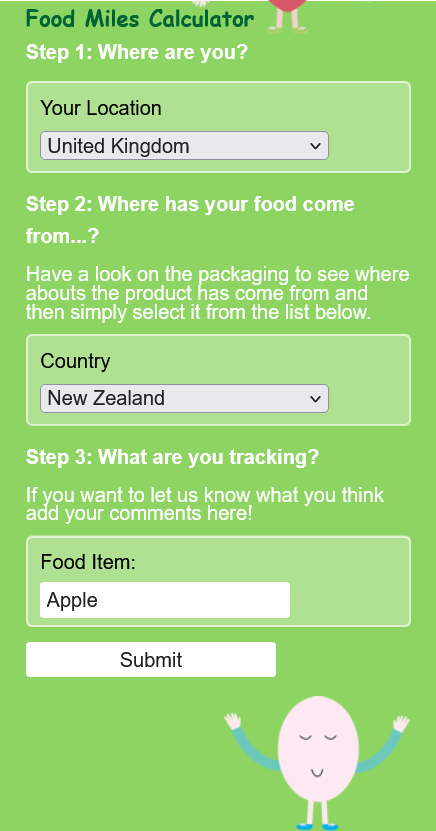 Food Miles Calculator
Step 1: Where are you?
Your Location
United Kingdom
Step 2: Where has your food come
from...?
Have a look on the packaging to see where
abouts the product has come from and
then simply select it from the list below.
Country
New Zealand
Step 3: What are you tracking?
If you want to let us know what you think
add your comments here!
Food Item:
Apple
Submit